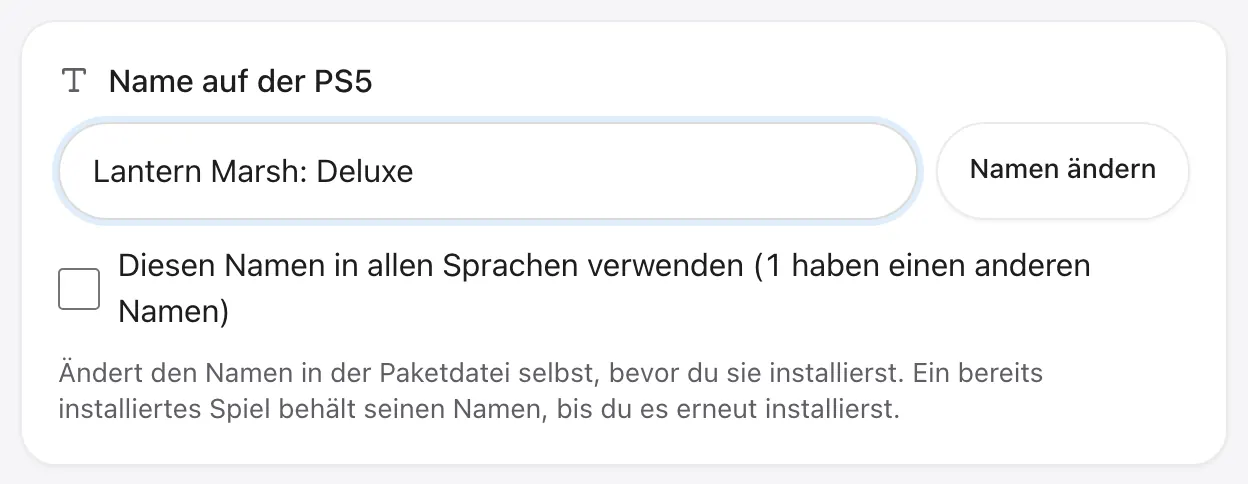 Name auf der PS5
Lantern Marsh: Deluxe
Namen ändern
Diesen Namen in allen Sprachen verwenden (1 haben einen anderen
Namen)
Ändert den Namen in der Paketdatei selbst, bevor du sie installierst. Ein bereits
installiertes Spiel behält seinen Namen, bis du es erneut installierst.